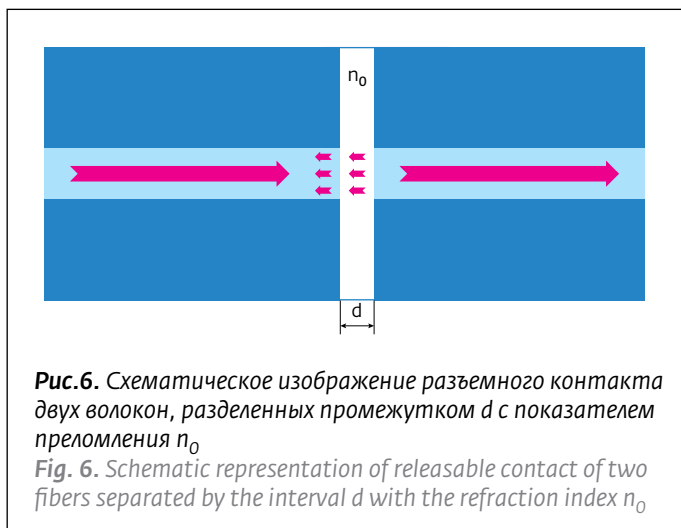 n₀
d
Рис.6. Схематическое изображение разъемного контакта
двух волокон, разделенных промежутком d с показателем
преломления n₀
Fig. 6. Schematic representation of releasable contact of two
fibers separated by the interval d with the refraction index n₀